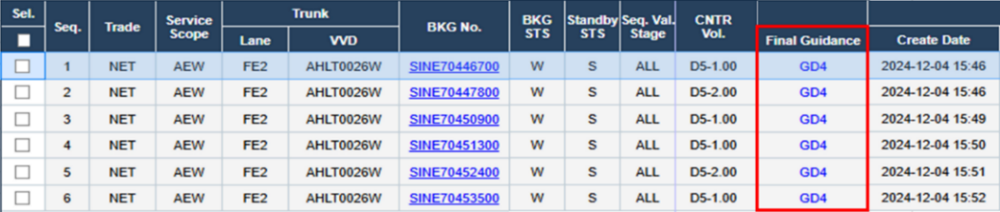 Sel. Seq. Trade Service Scope Trunk BKG No. BKG STS Standby STS Seq. Val. Stage CNTR Vol. Final Guidance Create Date
Lane VVD
1 NET AEW FE2 AHLT0026W SINE70446700 W S ALL D5-1.00 GD4 2024-12-04 15:46
2 NET AEW FE2 AHLT0026W SINE70447800 W S ALL D5-2.00 GD4 2024-12-04 15:46
3 NET AEW FE2 AHLT0026W SINE70450900 W S ALL D5-1.00 GD4 2024-12-04 15:49
4 NET AEW FE2 AHLT0026W SINE70451300 W S ALL D5-1.00 GD4 2024-12-04 15:50
5 NET AEW FE2 AHLT0026W SINE70452400 W S ALL D5-2.00 GD4 2024-12-04 15:51
6 NET AEW FE2 AHLT0026W SINE70453500 W S ALL D5-1.00 GD4 2024-12-04 15:52